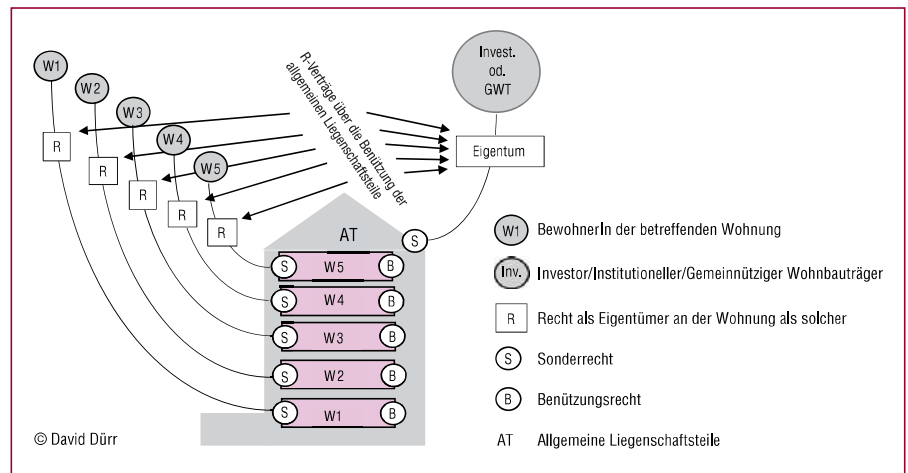 W1
W2
W3
W4
W5
R
R
R
R
R
R-Verträge über die Benützung der
allgemeinen Liegenschaftsteile
Invest.
od.
GWT
Eigentum
AT
S
S W5 B
S W4 B
S W3 B
S W2 B
S W1 B
W1 BewohnerIn der betreffenden Wohnung
Inv. Investor/Institutioneller/Gemeinnütziger Wohnbauträger
R Recht als Eigentümer an der Wohnung als solcher
S Sonderrecht
B Benützungsrecht
AT Allgemeine Liegenschaftsteile
© David Dürr